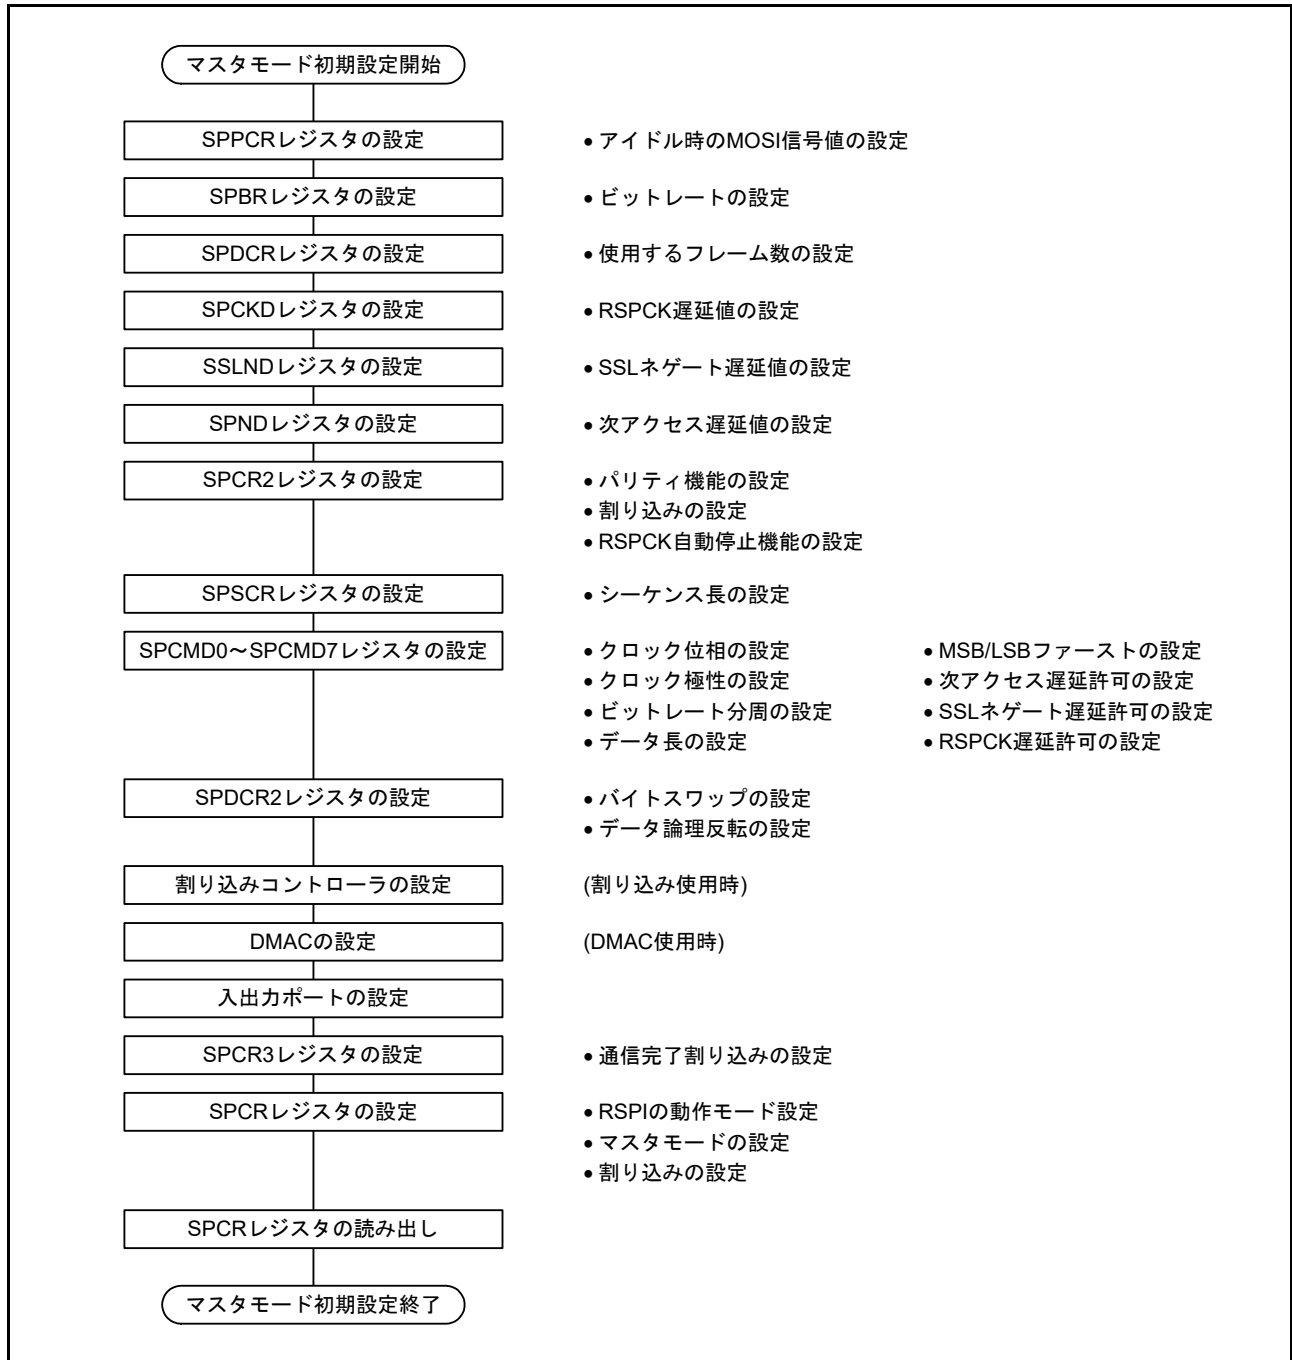 マスタモード初期設定開始
SPPCRレジスタの設定
● アイドル時のMOSI信号値の設定
SPBRレジスタの設定
● ビットレートの設定
SPDCRレジスタの設定
● 使用するフレーム数の設定
SPCKDレジスタの設定
● RSPCK遅延値の設定
SSLNDレジスタの設定
● SSLネゲート遅延値の設定
SPNDレジスタの設定
● 次アクセス遅延値の設定
SPCR2レジスタの設定
● パリティ機能の設定
● 割り込みの設定
● RSPCK自動停止機能の設定
SPSCRレジスタの設定
● シーケンス長の設定
SPCMD0～SPCMD7レジスタの設定
● クロック位相の設定
● クロック極性の設定
● ビットレート分周の設定
● データ長の設定
● MSB/LSBファーストの設定
● 次アクセス遅延許可の設定
● SSLネゲート遅延許可の設定
● RSPCK遅延許可の設定
SPDCR2レジスタの設定
● バイトスワップの設定
● データ論理反転の設定
割り込みコントローラの設定
(割り込み使用時)
DMACの設定
(DMAC使用時)
入出力ポートの設定
SPCR3レジスタの設定
● 通信完了割り込みの設定
SPCRレジスタの設定
● RSPIの動作モード設定
● マスタモードの設定
● 割り込みの設定
SPCRレジスタの読み出し
マスタモード初期設定終了